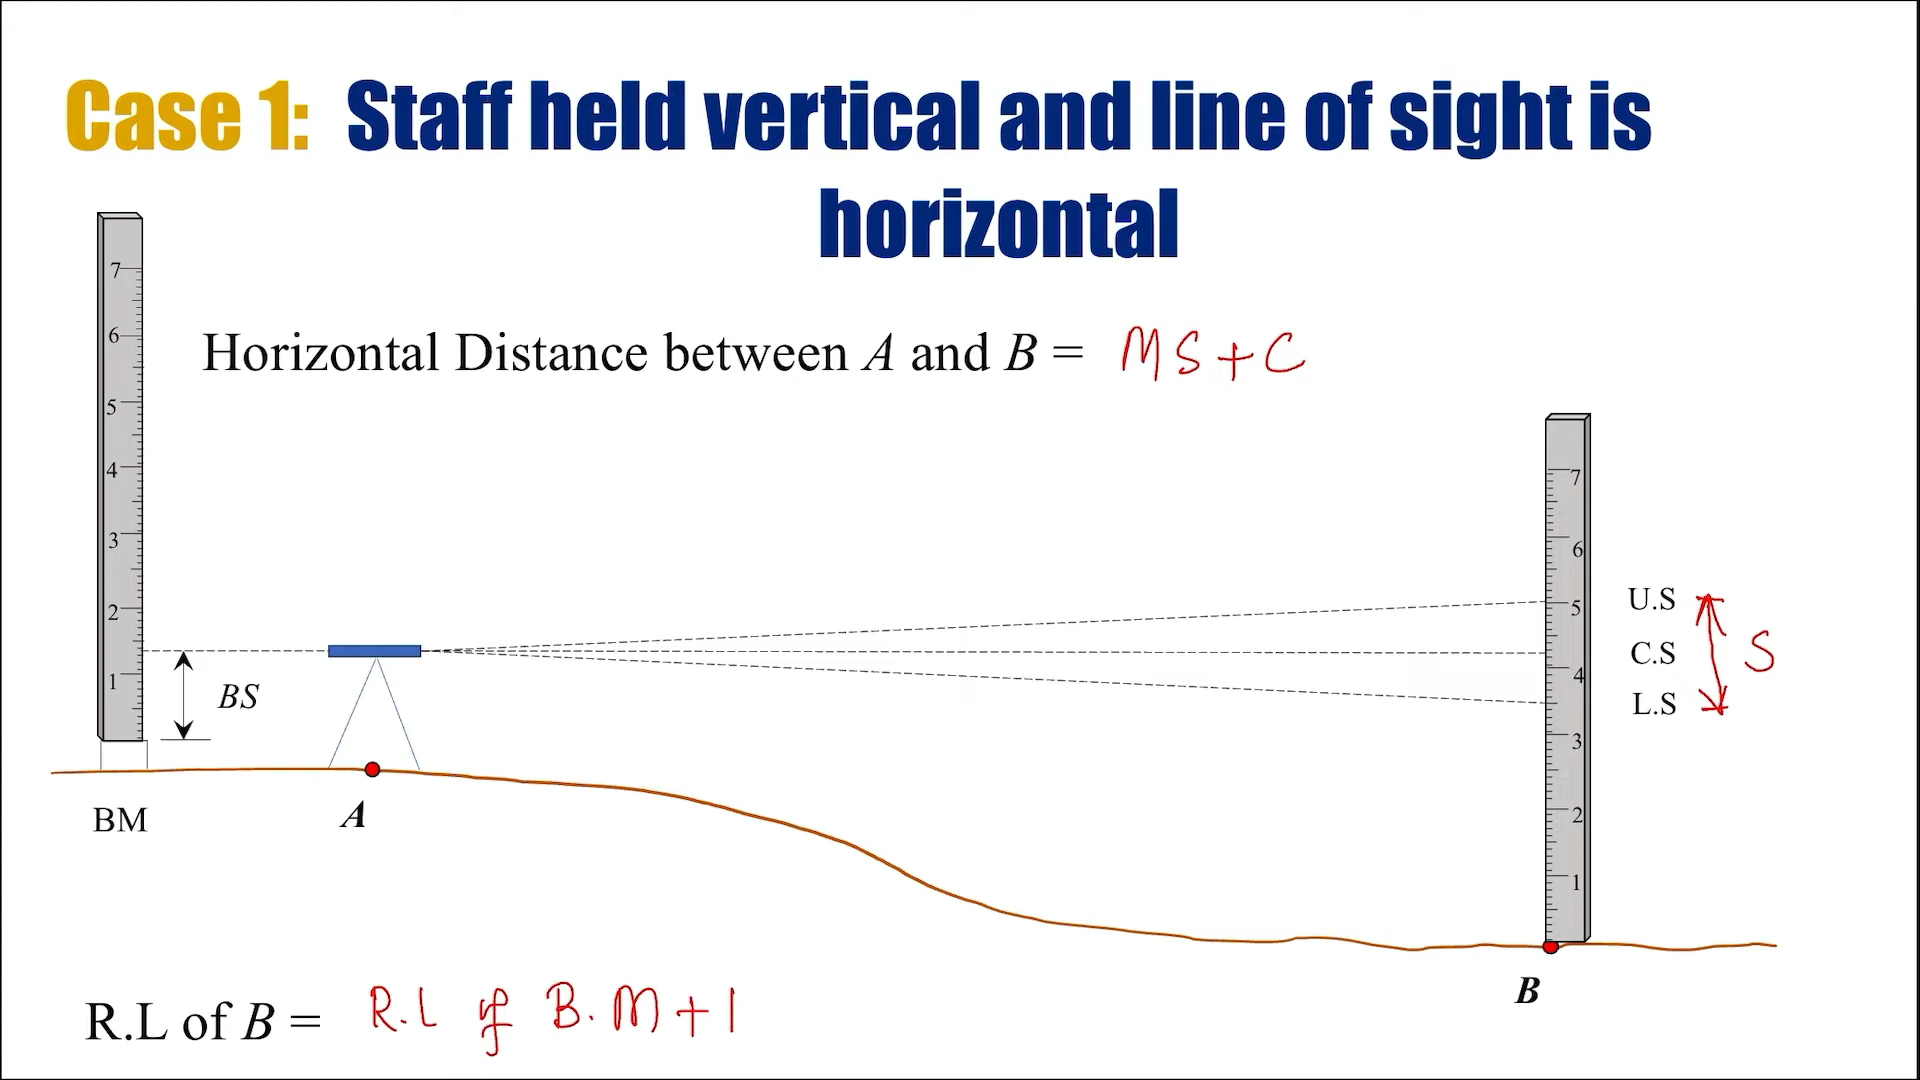 Case 1: Staff held vertical and line of sight is
horizontal
7
6
5
4
3
2
1
Horizontal Distance between A and B = MS+C
7
6
5
4
3
2
1
U.S
C.S
L.S
S
BS
BM
A
B
R.L of B = R.L of B.M+1